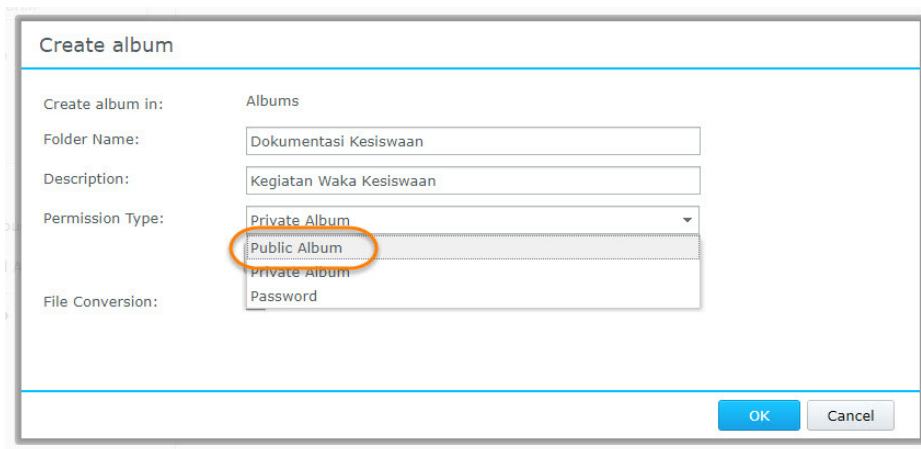 Create album
Create album in: Albums
Folder Name: Dokumentasi Kesiswaan
Description: Kegiatan Waka Kesiswaan
Permission Type: Private Album
Public Album
Private Album
Password
File Conversion:
OK Cancel